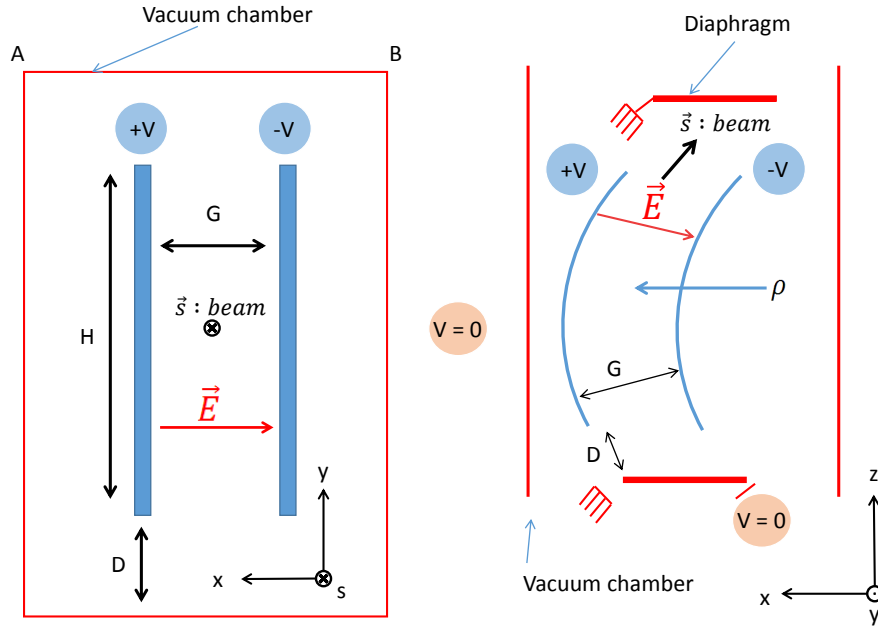 Vacuum chamber
A
B
+V
-V
G
s⃗ : beam
H
E⃗
y
D
x
s
Diaphragm
s⃗ : beam
+V
-V
E⃗
ρ
V = 0
G
D
z
V = 0
Vacuum chamber
x
y